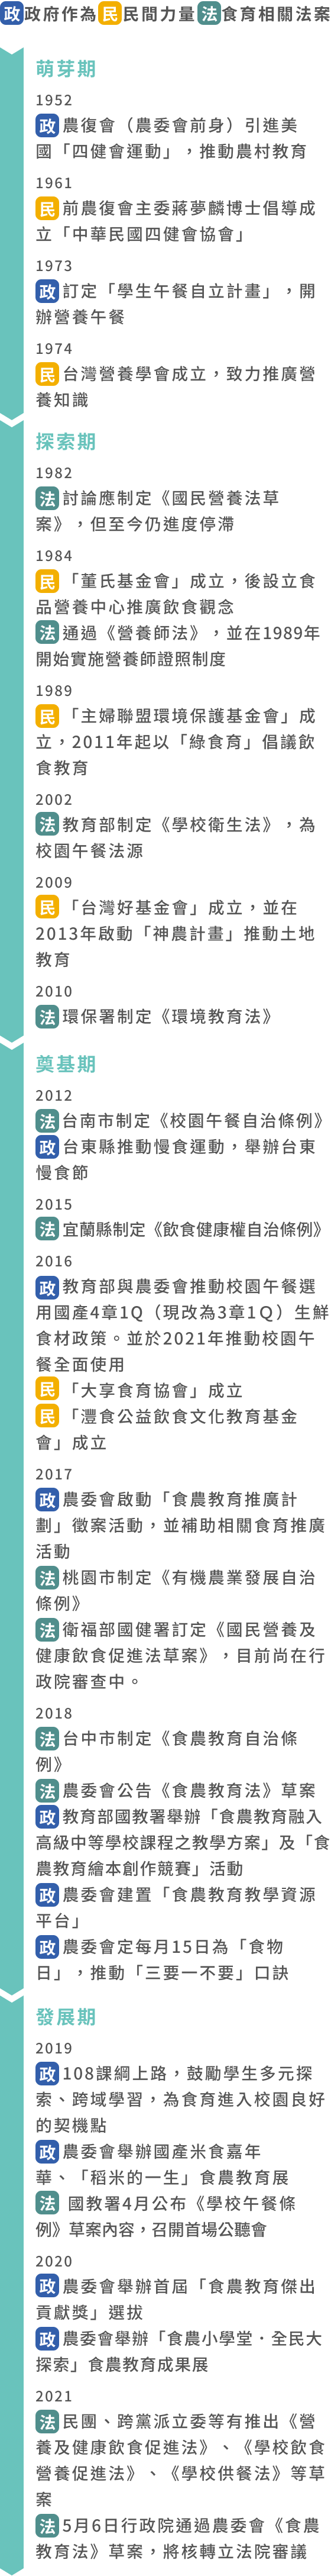 政政府作為民民間力量法食育相關法案
萌芽期
1952
政農復會（農委會前身）引進美
國「四健會運動」，推動農村教育
1961
民前農復會主委蔣夢麟博士倡導成
立「中華民國四健會協會」
1973
政訂定「學生午餐自立計畫」，開
辦營養午餐
1974
民台灣營養學會成立，致力推廣營
養知識
探索期
1982
法討論應制定《國民營養法草
案》，但至今仍進度停滯
1984
民「董氏基金會」成立，後設立食
品營養中心推廣飲食觀念
法通過《營養師法》，並在1989年
開始實施營養師證照制度
1989
民「主婦聯盟環境保護基金會」成
立，2011年起以「綠食育」倡議飲
食教育
2002
法教育部制定《學校衛生法》，為
校園午餐法源
2009
民「台灣好基金會」成立，並在
2013年啟動「神農計畫」推動土地
教育
2010
法環保署制定《環境教育法》
奠基期
2012
法台南市制定《校園午餐自治條例》
政台東縣推動慢食運動，舉辦台東
慢食節
2015
法宜蘭縣制定《飲食健康權自治條例》
2016
政教育部與農委會推動校園午餐選
用國產4章1Q（現改為3章1Ｑ）生鮮
食材政策。並於2021年推動校園午
餐全面使用
民「大享食育協會」成立
民「灃食公益飲食文化教育基金
會」成立
2017
政農委會啟動「食農教育推廣計
劃」徵案活動，並補助相關食育推廣
活動
法桃園市制定《有機農業發展自治
條例》
法衛福部國健署訂定《國民營養及
健康飲食促進法草案》，目前尚在行
政院審查中。
2018
法台中市制定《食農教育自治條
例》
法農委會公告《食農教育法》草案
政教育部國教署舉辦「食農教育融入
高級中等學校課程之教學方案」及「食
農教育繪本創作競賽」活動
政農委會建置「食農教育教學資源
平台」
政農委會定每月15日為「食物
日」，推動「三要一不要」口訣
發展期
2019
政108課綱上路，鼓勵學生多元探
索、跨域學習，為食育進入校園良好
的契機點
政農委會舉辦國產米食嘉年
華、「稻米的一生」食農教育展
法 國教署4月公布《學校午餐條
例》草案內容，召開首場公聽會
2020
政農委會舉辦首屆「食農教育傑出
貢獻獎」選拔
政農委會舉辦「食農小學堂．全民大
探索」食農教育成果展
2021
法民團、跨黨派立委等有推出《營
養及健康飲食促進法》、《學校飲食
營養促進法》、《學校供餐法》等草
案
法5月6日行政院通過農委會《食農
教育法》草案，將核轉立法院審議